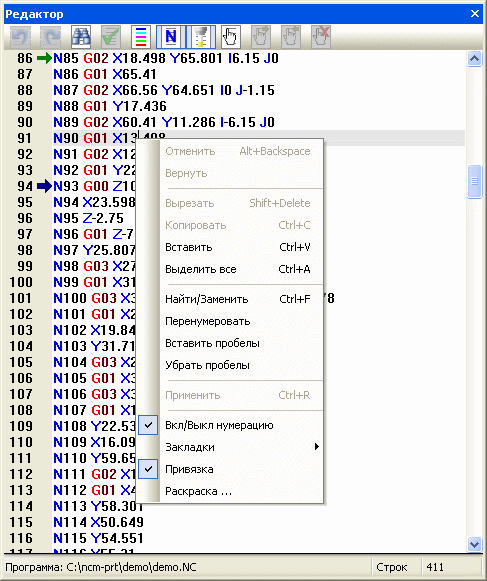 Редактор
N
86 N85 G02 X18.498 Y65.801 I6.15 J0
87 N86 G01 X65.41
88 N87 G02 X66.56 Y64.651 I0 J-1.15
89 N88 G01 Y17.436
90 N89 G02 X60.41 Y11.286 I-6.15 J0
91 N90 G01 X13.498
92 N91 G02 X12
93 N92 G01 Y22
94 N93 G00 Z10
95 N94 X23.598
96 N95 Z-2.75
97 N96 G01 Z-7
98 N97 Y25.807
99 N98 G03 X27
100 N99 G01 X31
101 N100 G03 X3 78
102 N101 G01 X2
103 N102 X19.84
104 N103 Y31.71
105 N104 G03 X2
106 N105 G01 X3
107 N106 G03 X1
108 N107 G01 X2
109 N108 Y22.53
110 N109 X16.09
111 N110 Y59.65
112 N111 G02 X1
113 N112 G01 X4
114 N113 Y58.301
115 N114 X50.649
116 N115 Y54.551
117 N116 X55.31
Отменить Alt+Backspace
Вернуть
Вырезать Shift+Delete
Копировать Ctrl+C
Вставить Ctrl+V
Выделить все Ctrl+A
Найти/Заменить Ctrl+F
Перенумеровать
Вставить пробелы
Убрать пробелы
Применить Ctrl+R
Вкл/Выкл нумерацию
Закладки
Привязка
Раскраска ...
Программа: C:\ncm-prt\demo\demo.NC Строк 411